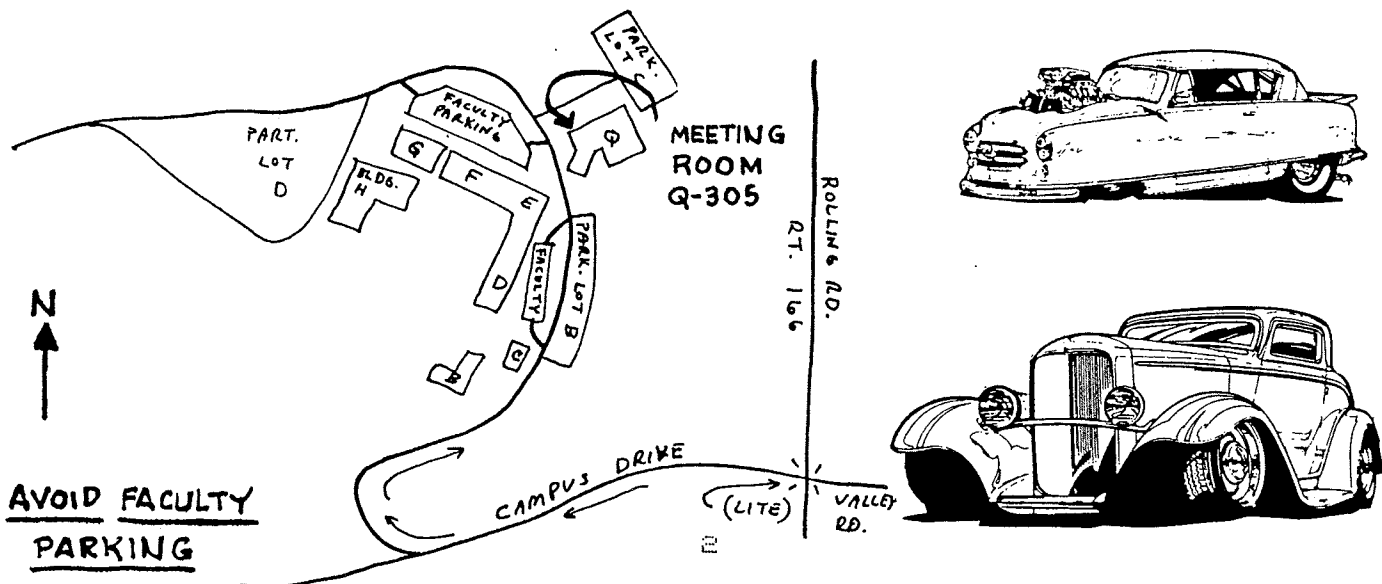 PARK.
LOT C
FACULTY
PARKING
PART.
LOT
D
G
BLDG.
H
F
E
D
Q
MEETING
ROOM
Q-305
FACULTY
PARK. LOT B
C
B
ROLLING RD.
RT. 166
N
CAMPUS DRIVE
(LITE)
VALLEY
RD.
AVOID FACULTY
PARKING
2